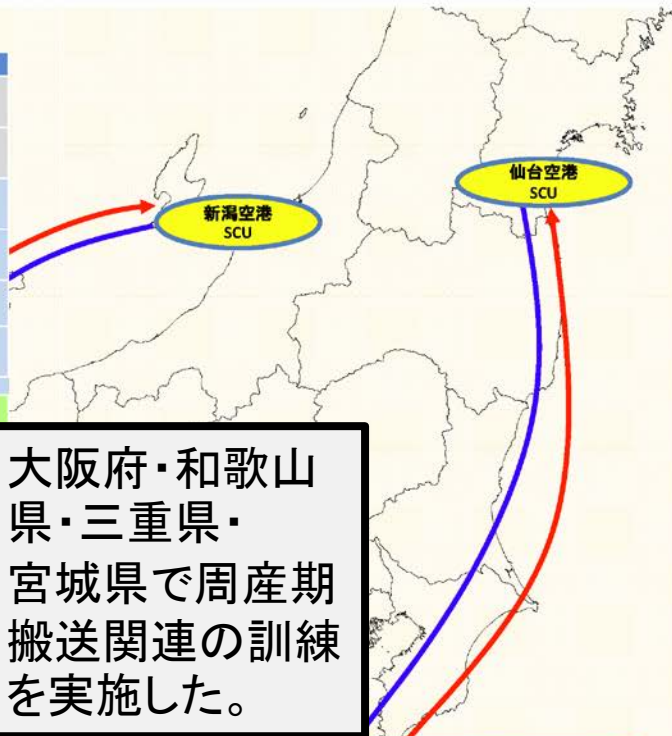 仙台空港
SCU
新潟空港
SCU
大阪府・和歌山
県・三重県・
宮城県で周産期
搬送関連の訓練
を実施した。